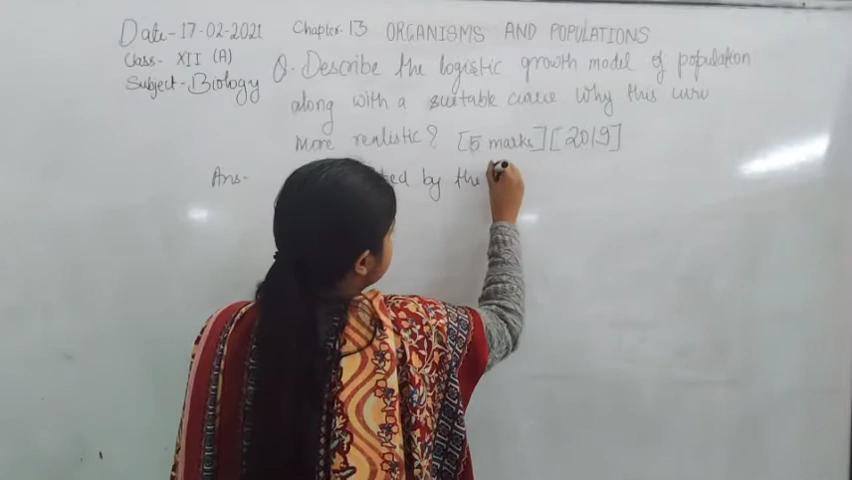 Date - 17-02-2021 Chapter- 13 ORGANISMS AND POPULATIONS
Class- XII (A)
Subject - Biology
Q. Describe the logistic growth model of population
along with a suitable curve why this curv
more realistic? [5 marks] [2019]
Ans- by the